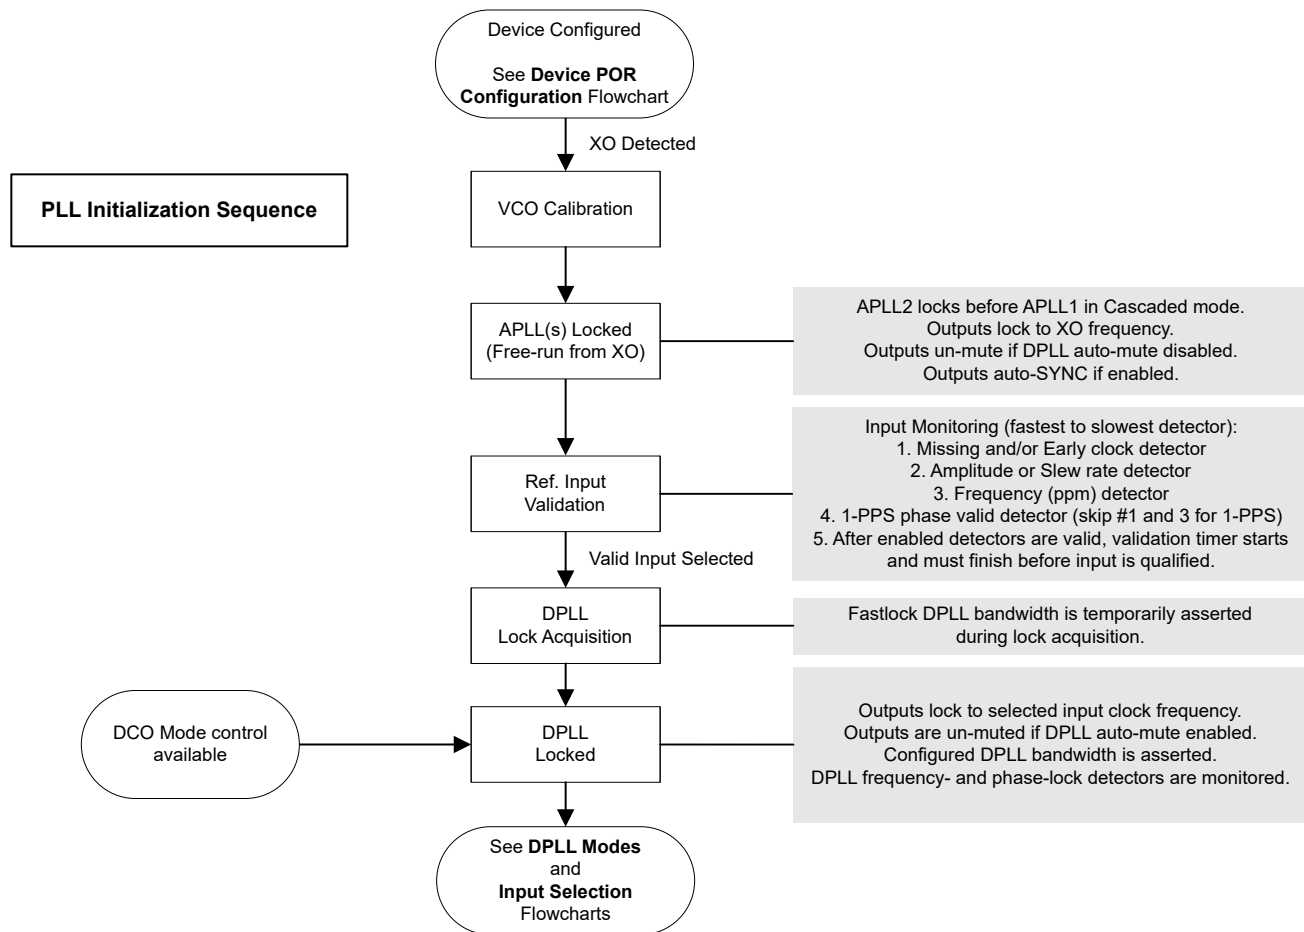 Device Configured
See Device POR
Configuration Flowchart
XO Detected
PLL Initialization Sequence
VCO Calibration
APLL(s) Locked
(Free-run from XO)
APLL2 locks before APLL1 in Cascaded mode.
Outputs lock to XO frequency.
Outputs un-mute if DPLL auto-mute disabled.
Outputs auto-SYNC if enabled.
Ref. Input
Validation
Input Monitoring (fastest to slowest detector):
1. Missing and/or Early clock detector
2. Amplitude or Slew rate detector
3. Frequency (ppm) detector
4. 1-PPS phase valid detector (skip #1 and 3 for 1-PPS)
5. After enabled detectors are valid, validation timer starts
and must finish before input is qualified.
Valid Input Selected
DPLL
Lock Acquisition
Fastlock DPLL bandwidth is temporarily asserted
during lock acquisition.
DCO Mode control
available
DPLL
Locked
Outputs lock to selected input clock frequency.
Outputs are un-muted if DPLL auto-mute enabled.
Configured DPLL bandwidth is asserted.
DPLL frequency- and phase-lock detectors are monitored.
See DPLL Modes
and
Input Selection
Flowcharts